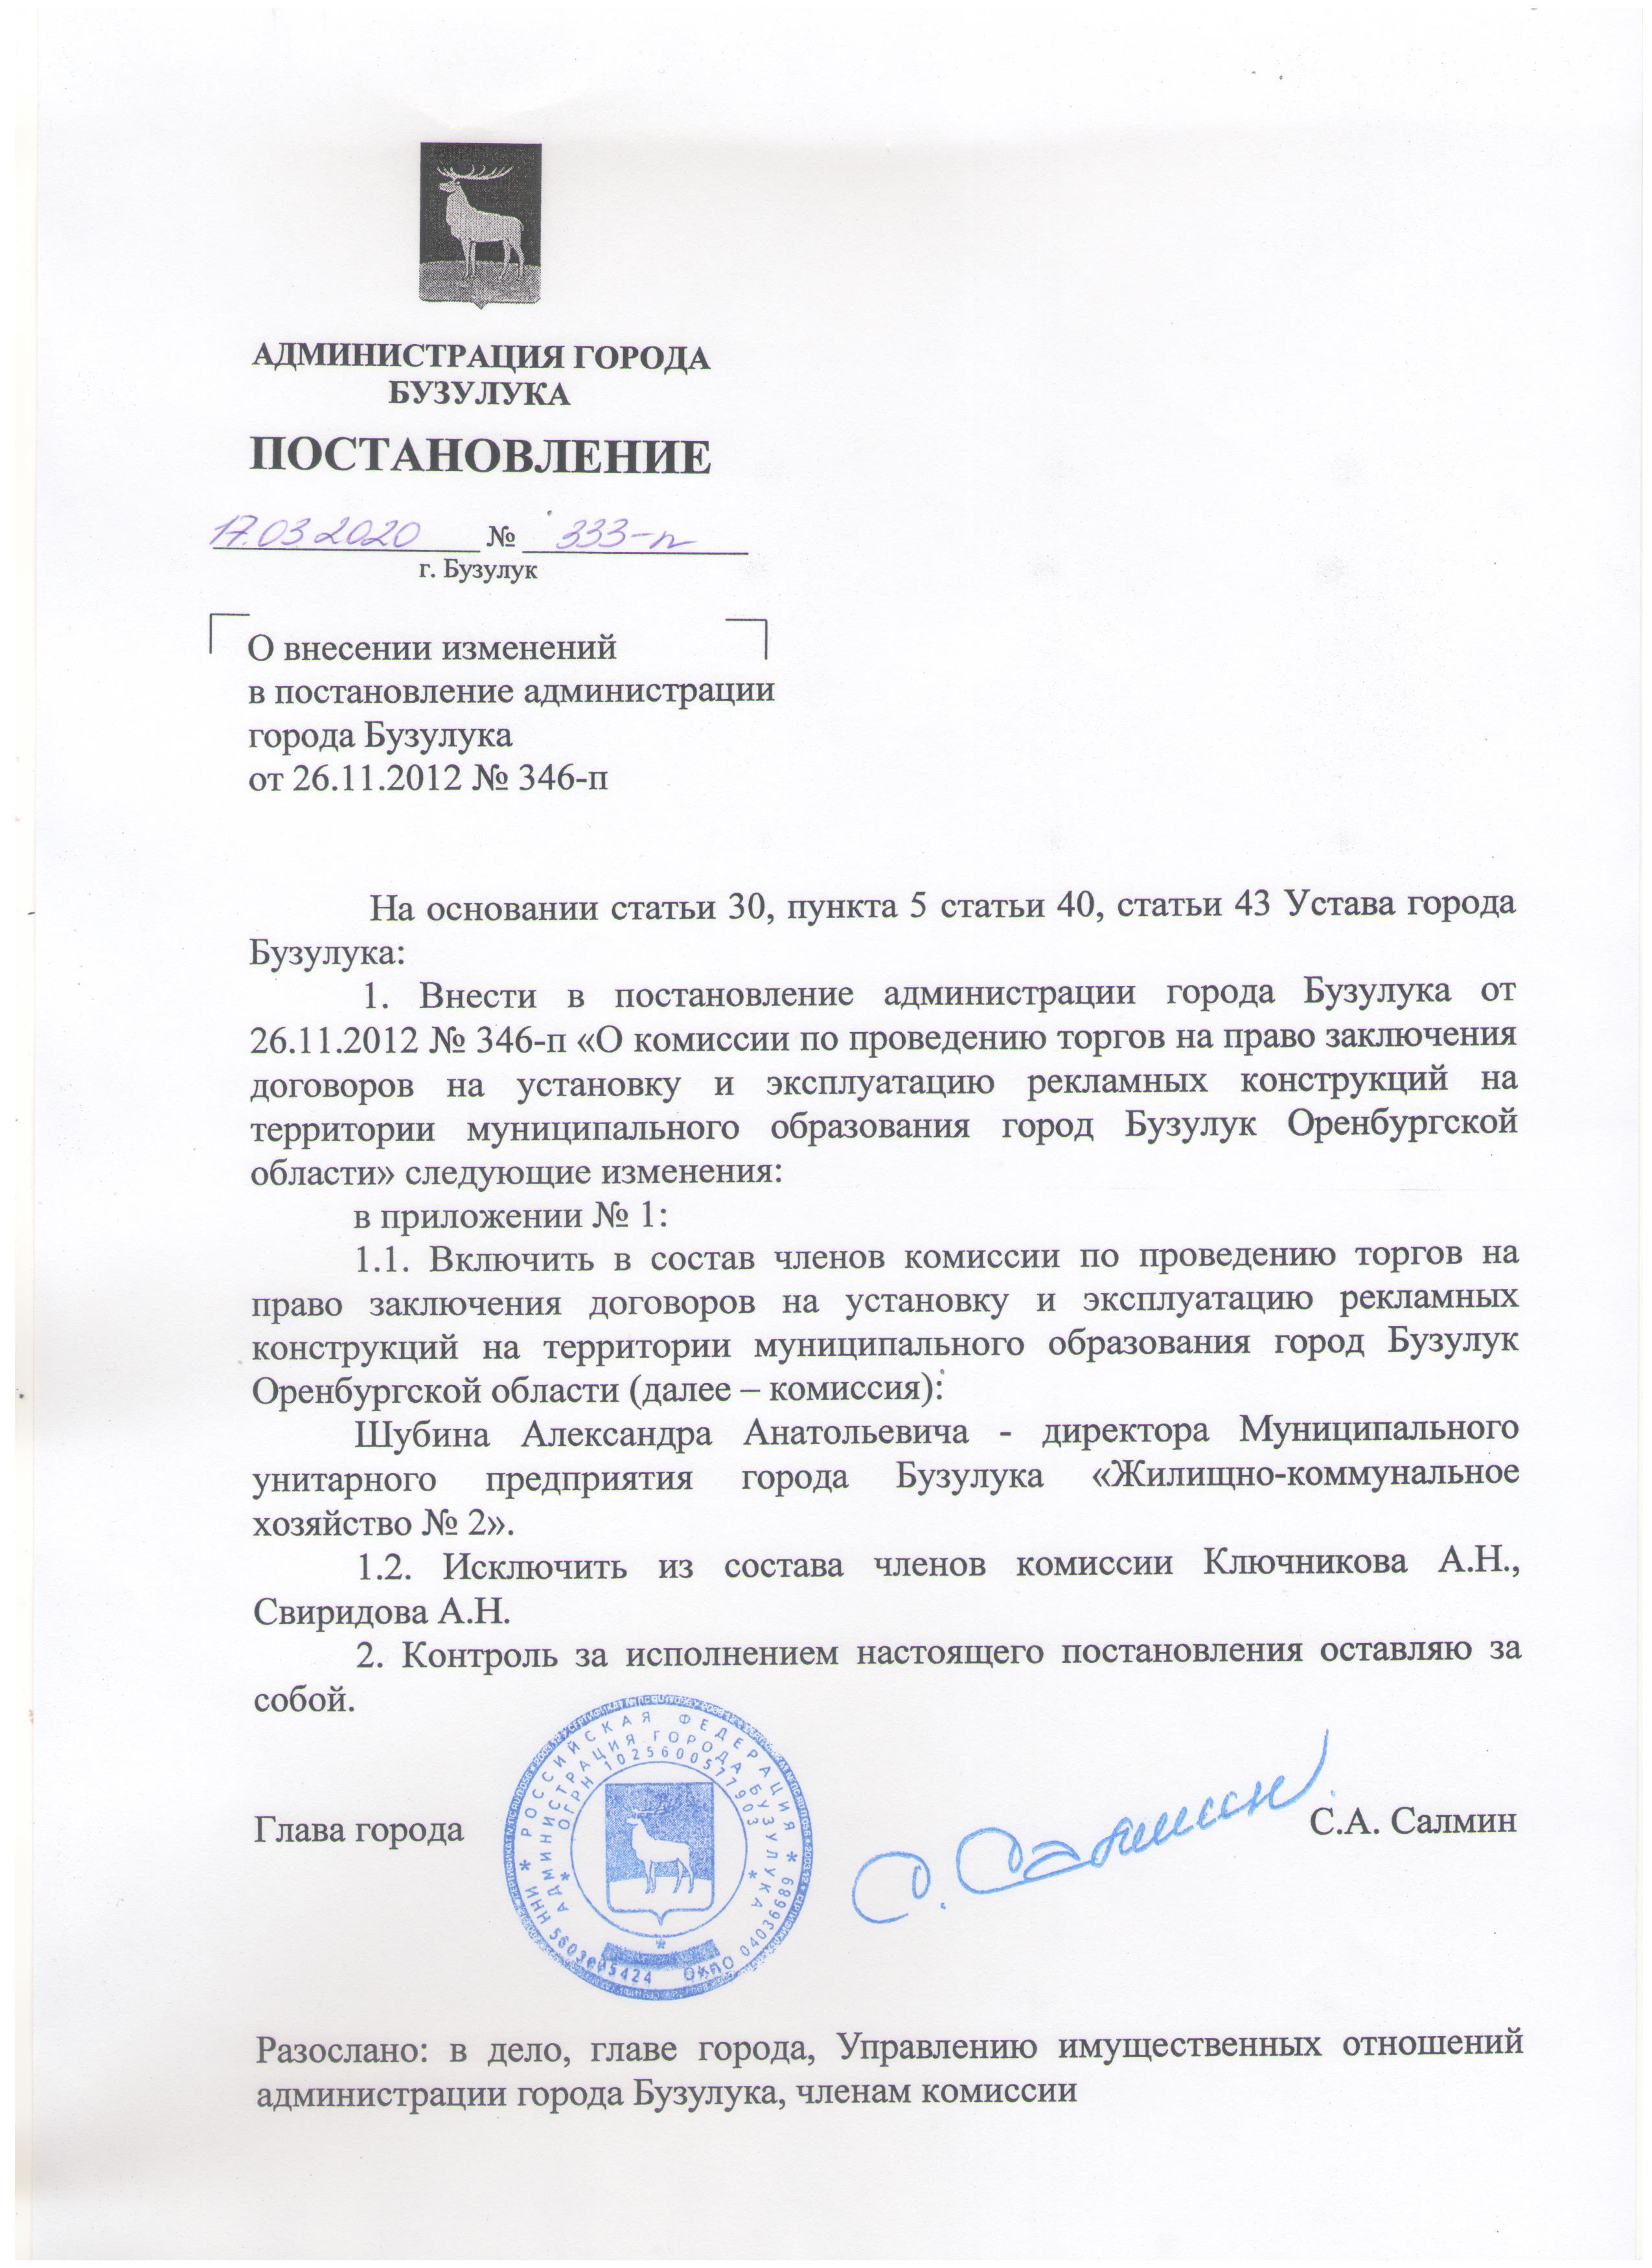 АДМИНИСТРАЦИЯ ГОРОДА
БУЗУЛУКА
ПОСТАНОВЛЕНИЕ
17.03.2020 № 333-п
г. Бузулук
О внесении изменений
в постановление администрации
города Бузулука
от 26.11.2012 № 346-п
На основании статьи 30, пункта 5 статьи 40, статьи 43 Устава города
Бузулука:
1. Внести в постановление администрации города Бузулука от
26.11.2012 № 346-п «О комиссии по проведению торгов на право заключения
договоров на установку и эксплуатацию рекламных конструкций на
территории муниципального образования город Бузулук Оренбургской
области» следующие изменения:
в приложении № 1:
1.1. Включить в состав членов комиссии по проведению торгов на
право заключения договоров на установку и эксплуатацию рекламных
конструкций на территории муниципального образования город Бузулук
Оренбургской области (далее – комиссия):
Шубина Александра Анатольевича - директора Муниципального
унитарного предприятия города Бузулука «Жилищно-коммунальное
хозяйство № 2».
1.2. Исключить из состава членов комиссии Ключникова А.Н.,
Свиридова А.Н.
2. Контроль за исполнением настоящего постановления оставляю за
собой.
Глава города
РОССИЙСКАЯ ФЕДЕРАЦИЯ * ОКПО 04036989 ИНН 5603005424 *
АДМИНИСТРАЦИЯ ГОРОДА БУЗУЛУКА
* ОГРН 1025600577903 *
С. Салмин
С.А. Салмин
Разослано: в дело, главе города, Управлению имущественных отношений
администрации города Бузулука, членам комиссии